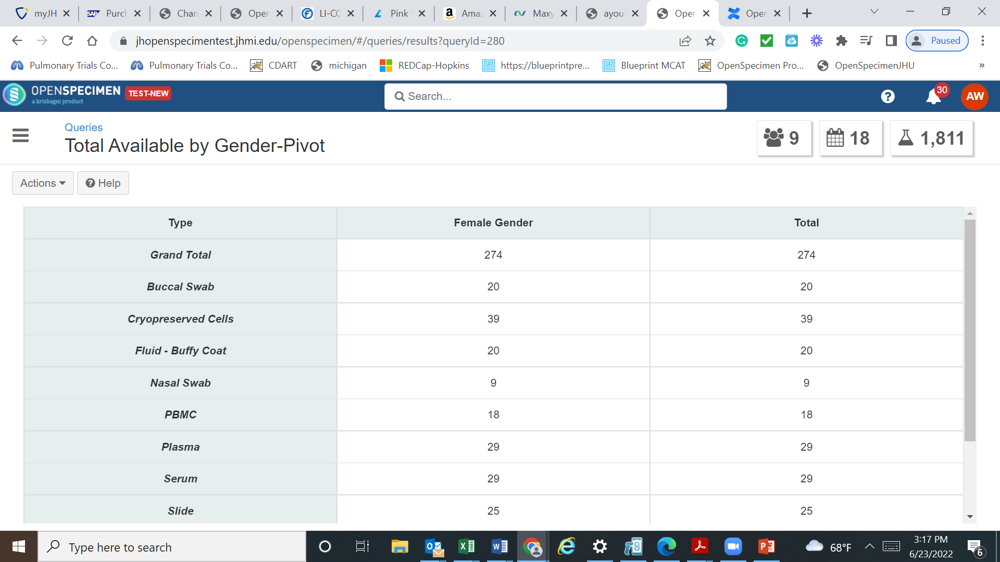 myJH
Purch
Chan
Oper
LI-CO
Pink
Amaz
Maxy
ayou
Oper
Oper
jhopenspecimentest.jhmi.edu/openspecimen/#/queries/results?queryId=280
Paused
Pulmonary Trials Co...
Pulmonary Trials Co...
CDART
michigan
REDCap-Hopkins
https://blueprintpre...
Blueprint MCAT
OpenSpecimen Pro...
OpenSpecimenJHU
»
OPENSPECIMEN
a krishagni product
TEST-NEW
Search...
30
AW
Queries
Total Available by Gender-Pivot
9
18
1,811
Actions
Help
Type Female Gender Total
Grand Total 274 274
Buccal Swab 20 20
Cryopreserved Cells 39 39
Fluid - Buffy Coat 20 20
Nasal Swab 9 9
PBMC 18 18
Plasma 29 29
Serum 29 29
Slide 25 25
Type here to search
68°F
3:17 PM
6/23/2022
6